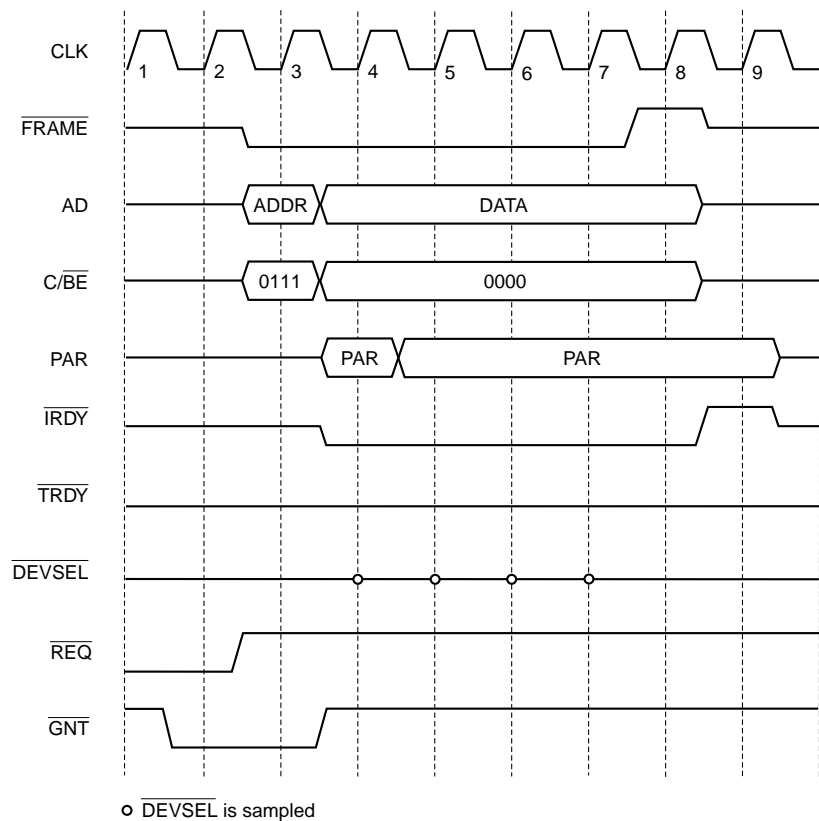 CLK
1 2 3 4 5 6 7 8 9
FRAME
AD ADDR DATA
C/BE 0111 0000
PAR PAR PAR
IRDY
TRDY
DEVSEL
REQ
GNT
DEVSEL is sampled